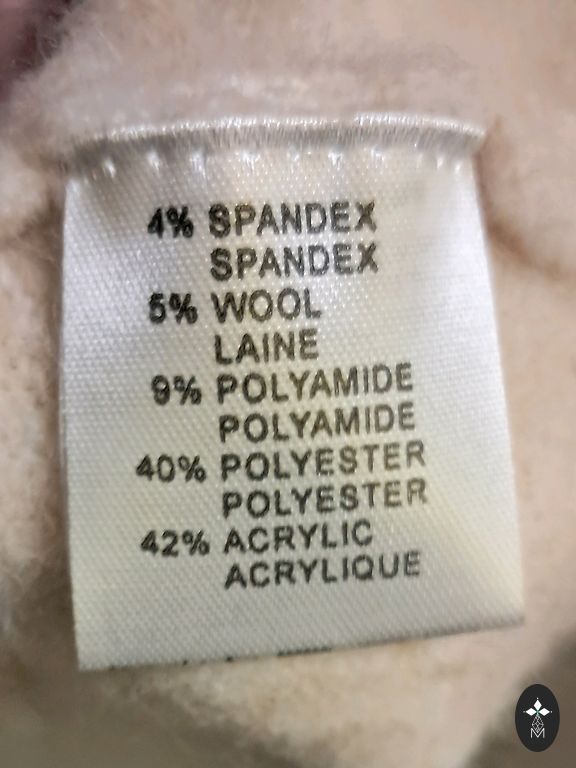 4% SPANDEX
SPANDEX
5% WOOL
LAINE
9% POLYAMIDE
POLYAMIDE
40% POLYESTER
POLYESTER
42% ACRYLIC
ACRYLIQUE
M